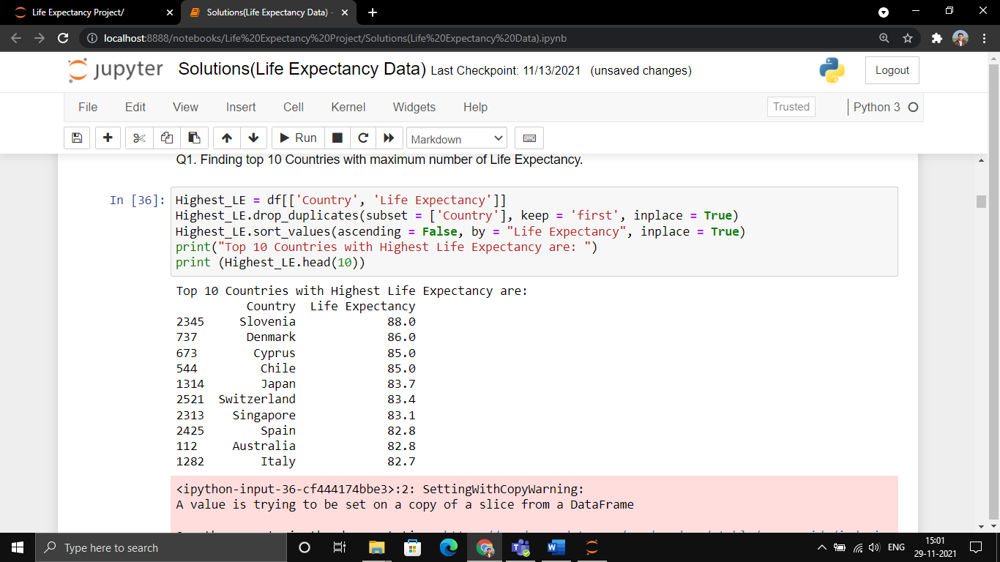 Life Expectancy Project/
Solutions(Life Expectancy Data) -
localhost:8888/notebooks/Life%20Expectancy%20Project/Solutions(Life%20Expectancy%20Data).ipynb
jupyter Solutions(Life Expectancy Data) Last Checkpoint: 11/13/2021 (unsaved changes)
Logout
File Edit View Insert Cell Kernel Widgets Help
Trusted
Python 3
Run
Markdown
Q1. Finding top 10 Countries with maximum number of Life Expectancy.
In [36]: Highest_LE = df[['Country', 'Life Expectancy']]
Highest_LE.drop_duplicates(subset = ['Country'], keep = 'first', inplace = True)
Highest_LE.sort_values(ascending = False, by = "Life Expectancy", inplace = True)
print("Top 10 Countries with Highest Life Expectancy are: ")
print (Highest_LE.head(10))
Top 10 Countries with Highest Life Expectancy are:
Country Life Expectancy
2345 Slovenia 88.0
737 Denmark 86.0
673 Cyprus 85.0
544 Chile 85.0
1314 Japan 83.7
2521 Switzerland 83.4
2313 Singapore 83.1
2425 Spain 82.8
112 Australia 82.8
1282 Italy 82.7
<ipython-input-36-cf444174bbe3>:2: SettingWithCopyWarning:
A value is trying to be set on a copy of a slice from a DataFrame
Type here to search
ENG
15:01
29-11-2021